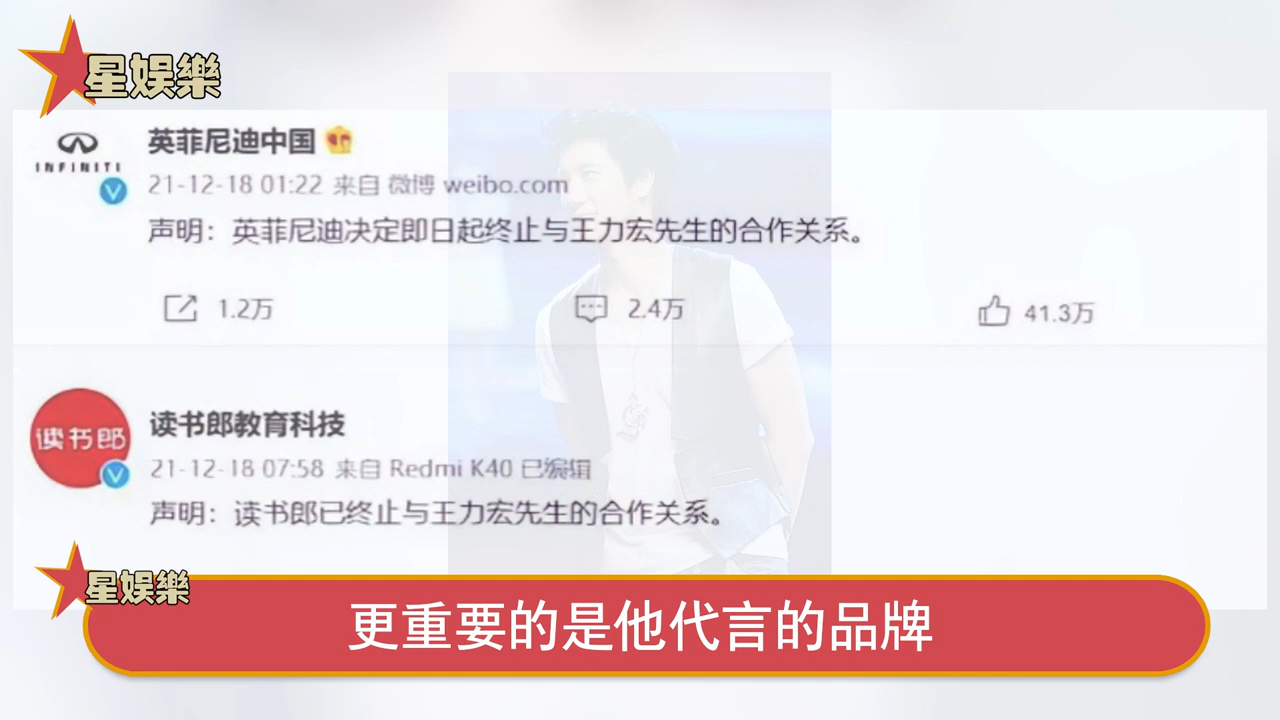 星娱樂
英菲尼迪中国
INFINITI
21-12-18 01:22 来自 微博 weibo.com
声明：英菲尼迪决定即日起终止与王力宏先生的合作关系。
1.2万
2.4万
41.3万
读书郎
读书郎教育科技
21-12-18 07:58 来自 Redmi K40 已编辑
声明：读书郎已终止与王力宏先生的合作关系。
星娱樂
更重要的是他代言的品牌